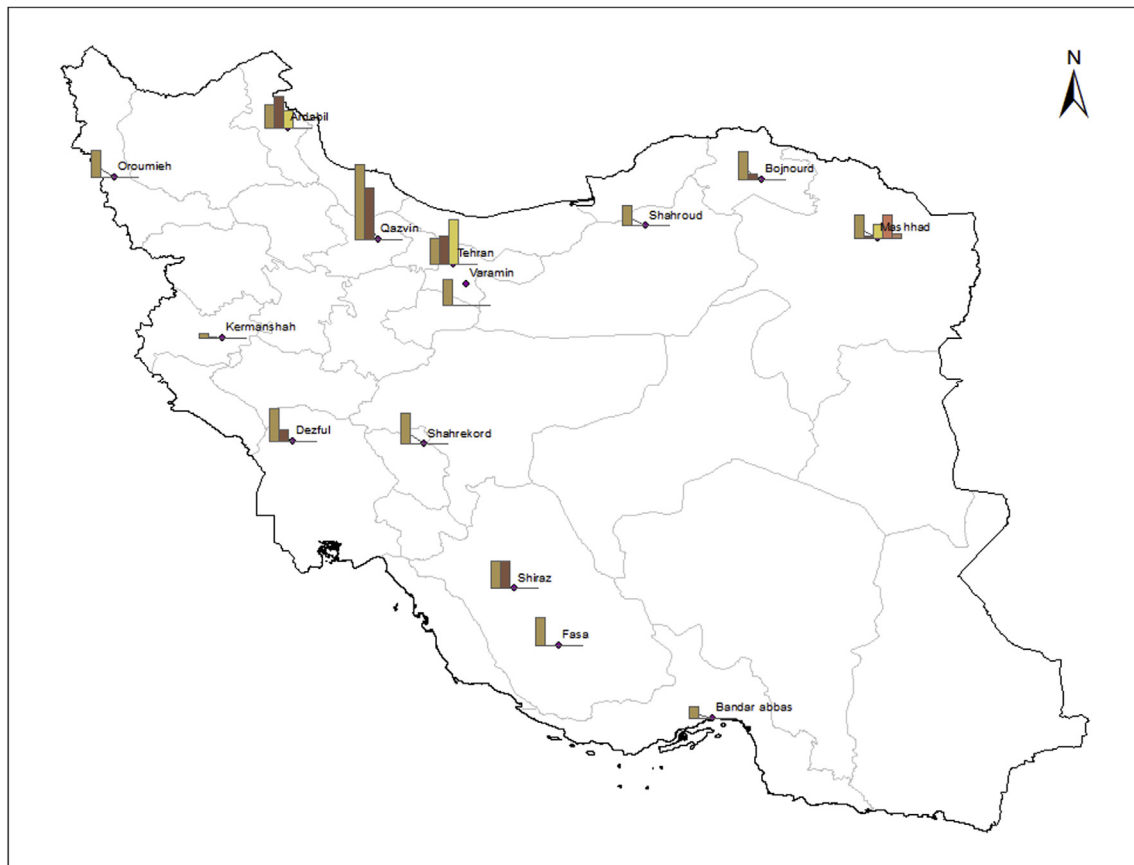 N
Ardabil
Oroumieh
Bojnourd
Shahroud
Mashhad
Qazvin
Tehran
Varamin
Kermanshah
Dezful
Shahrekord
Shiraz
Fasa
Bandar abbas